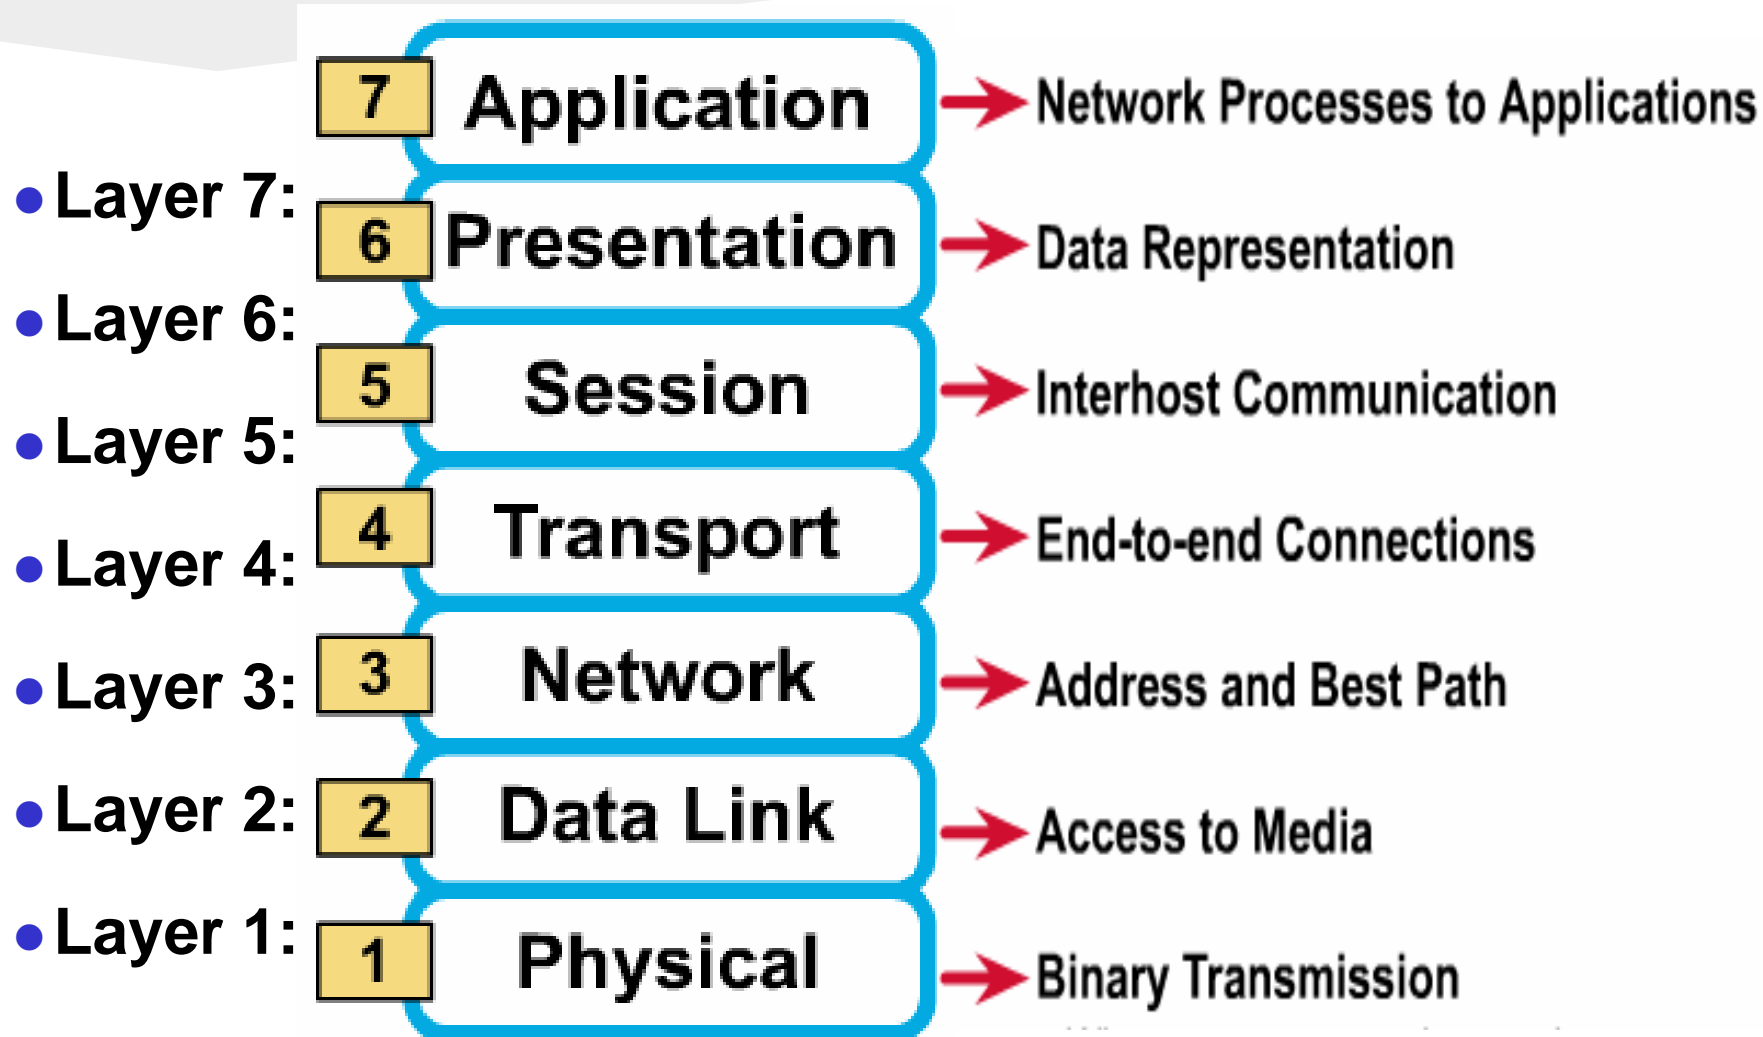 7 Application Network Processes to Applications
Layer 7:
6 Presentation Data Representation
Layer 6:
5 Session Interhost Communication
Layer 5:
4 Transport End-to-end Connections
Layer 4:
3 Network Address and Best Path
Layer 3:
2 Data Link Access to Media
Layer 2:
1 Physical Binary Transmission
Layer 1: